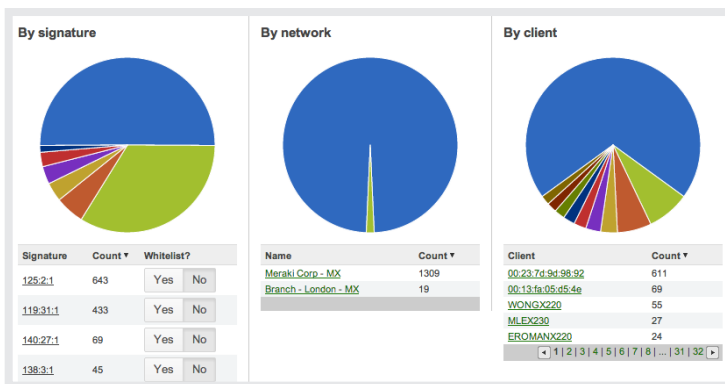 By signature
Signature Count ▼ Whitelist?
125:2:1 643 Yes No
119:31:1 433 Yes No
140:27:1 69 Yes No
138:3:1 45 Yes No
By network
Name Count ▼
Meraki Corp - MX 1309
Branch - London - MX 19
By client
Client Count ▼
00:23:7d:9d:98:92 611
00:13:fa:05:d5:4e 69
WONGX220 55
MLEX230 27
EROMANX220 24
◂ 1 | 2 | 3 | 4 | 5 | 6 | 7 | 8 | ... | 31 | 32 ▸